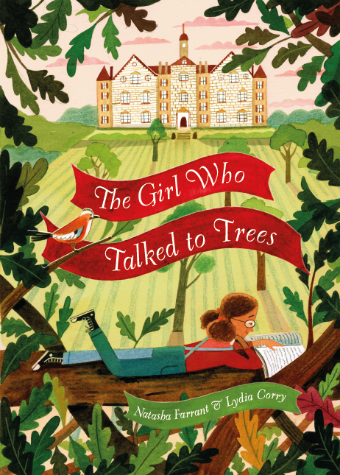 The Girl Who
Talked to Trees
Natasha Farrant & Lydia Corry